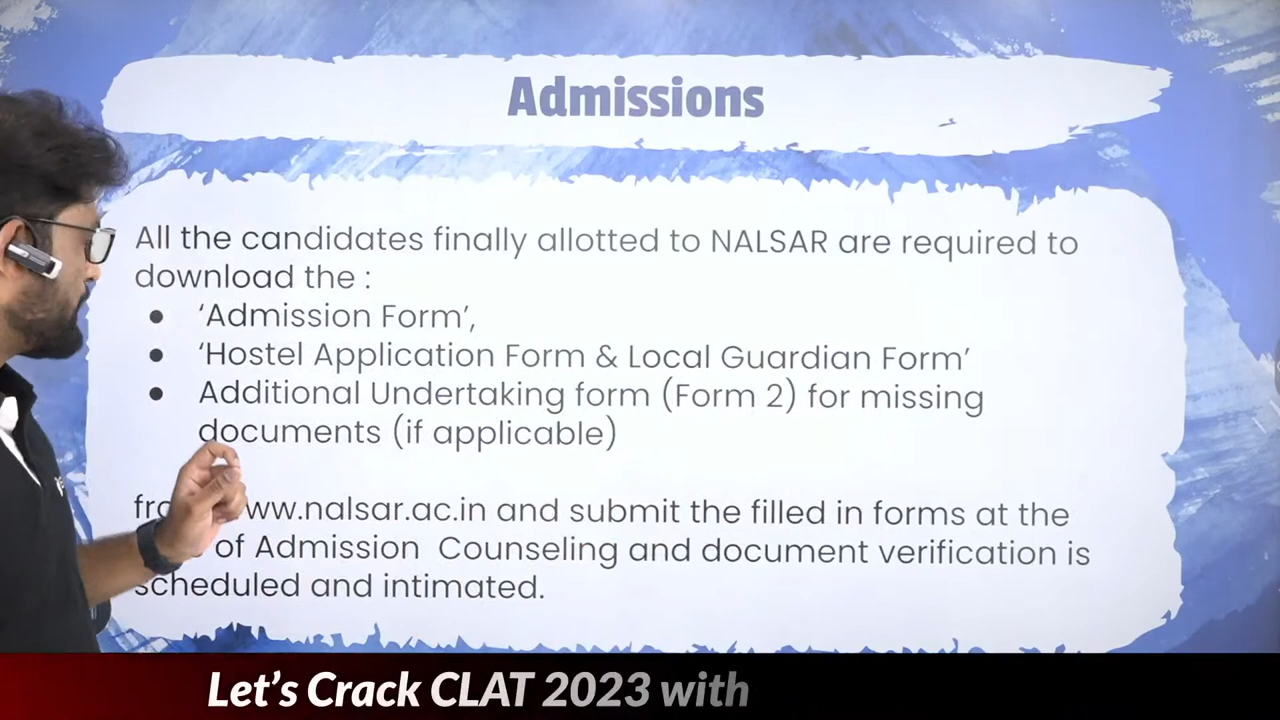 Admissions
All the candidates finally allotted to NALSAR are required to
download the :
● ‘Admission Form’,
● ‘Hostel Application Form & Local Guardian Form’
● Additional Undertaking form (Form 2) for missing
documents (if applicable)
www.nalsar.ac.in and submit the filled in forms at the
of Admission Counseling and document verification is
scheduled and intimated.
Let’s Crack CLAT 2023 with